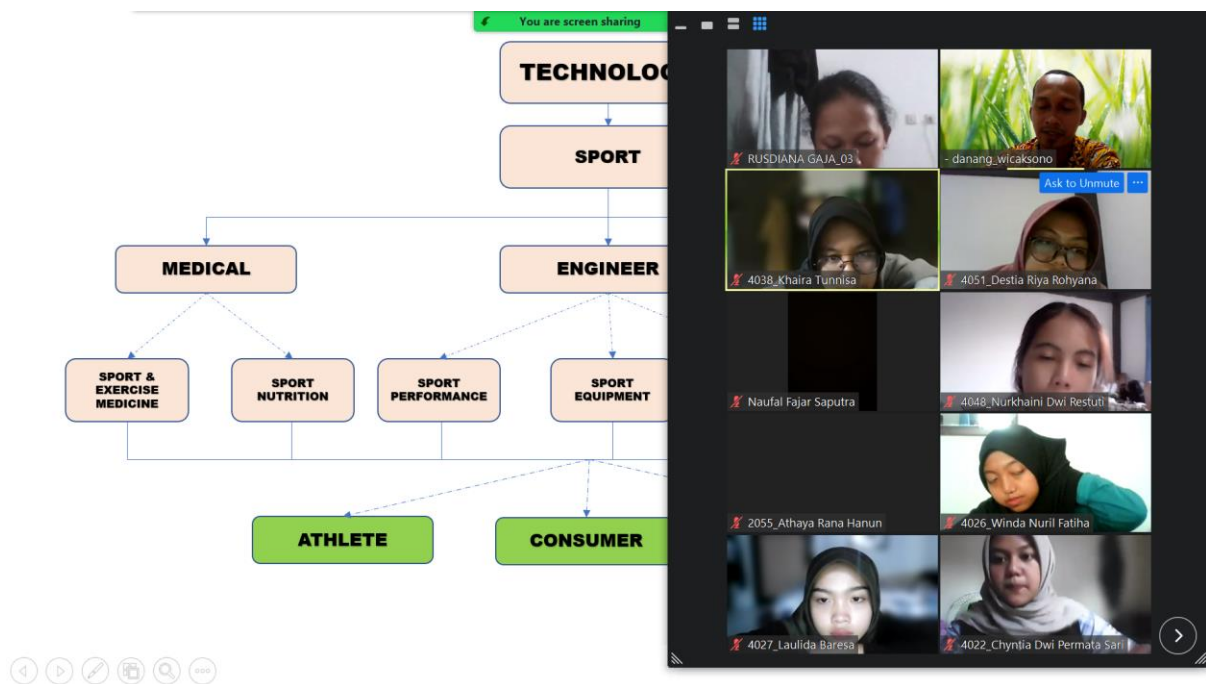 You are screen sharing
TECHNOLOG
SPORT
MEDICAL
ENGINEER
SPORT &
EXERCISE
MEDICINE
SPORT
NUTRITION
SPORT
PERFORMANCE
SPORT
EQUIPMENT
ATHLETE
CONSUMER
RUSDIANA GAJA_03
- danang_wicaksono
4038_Khaira Tunnisa
Ask to Unmute
4051_Destia Riya Rohyana
Naufal Fajar Saputra
4048_Nurkhaini Dwi Restuti
2055_Athaya Rana Hanun
4026_Winda Nuril Fatiha
4027_Laulida Baresa
4022_Chyntia Dwi Permata Sari